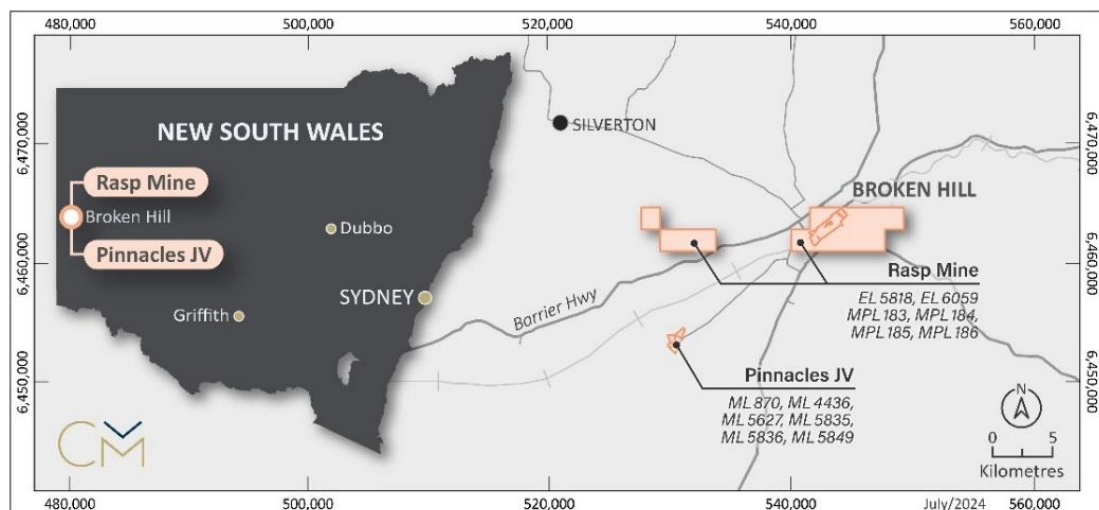 480,000
500,000
520,000
540,000
560,000
6,470,000
6,460,000
6,450,000
NEW SOUTH WALES
Rasp Mine
Broken Hill
Pinnacles JV
Dubbo
SYDNEY
Griffith
CM
SILVERTON
BROKEN HILL
Barrier Hwy
Rasp Mine
EL 5818, EL 6059
MPL 183, MPL 184,
MPL 185, MPL 186
Pinnacles JV
ML 870, ML 4436,
ML 5627, ML 5835,
ML 5836, ML 5849
N
0 5
Kilometres
6,470,000
6,460,000
6,450,000
July/2024
480,000
500,000
520,000
540,000
560,000